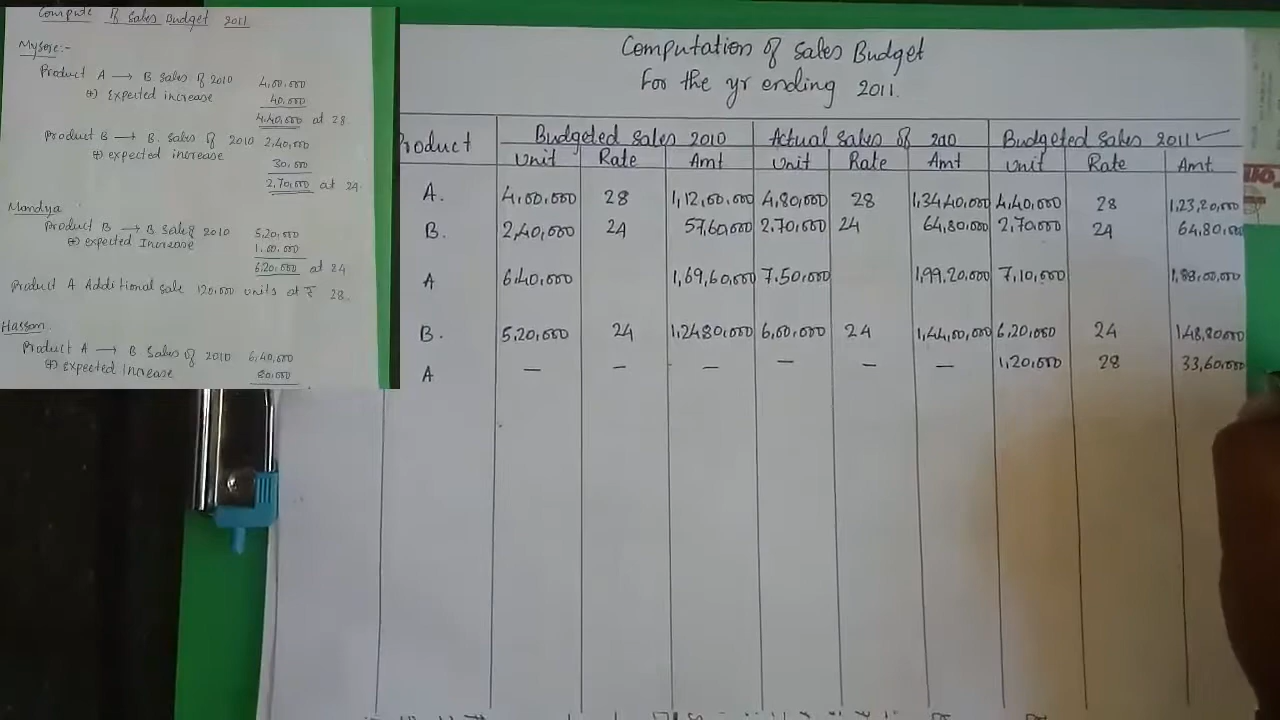 Compute of Sales Budget 2011
Mysore:-
Product A → B Sales of 2010 4,00,000
(+) Expected increase 40,000
4,40,000 at 28
Product B → B. Sales of 2010 2,40,000
(+) expected increase
30,000
2,70,000 at 24
Mandya
Product B → B Sales 2010 5,20,000
(+) expected Increase 1,00,000
6,20,000 at 24
Product A Additional sale 120,000 units at ₹ 28.
Hassan
Product A → B Sales of 2010 6,40,000
(+) Expected Increase 80,000
Computation of Sales Budget
For the yr ending 2011.
Product Budgeted Sales 2010 Actual Sales of Budgeted Sales 2011
Unit Rate Amt Unit Rate Amt Unit Rate Amt.
A. 4,00,000 28 1,12,00,000 4,80,000 28 1,34,40,000 4,40,000 28 1,23,20,000
B. 2,40,000 24 57,60,000 2,70,000 24 64,80,000 2,70,000 24 64,80,000
A 6,40,000 1,69,60,000 7,50,000 1,99,20,000 7,10,000 1,88,00,000
B. 5,20,000 24 1,24,80,000 6,00,000 24 1,44,00,000 6,20,000 24 1,48,80,000
A — — — — — — 1,20,000 28 33,60,000